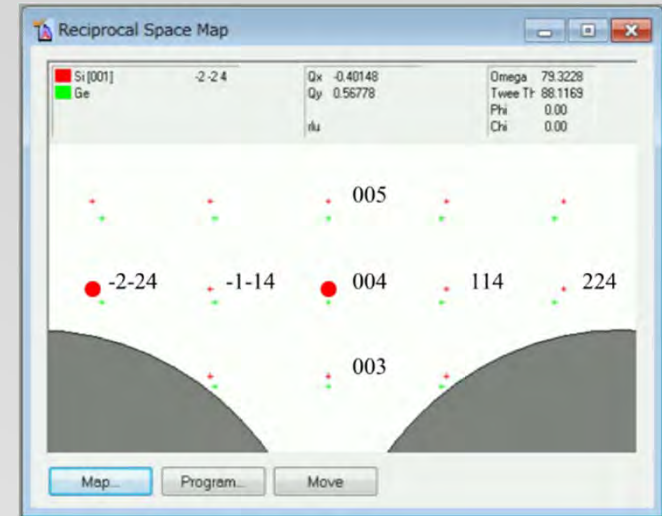 Reciprocal Space Map
Si [001] -2 -2 4 Qx -0.40148 Omega 79.3228
Ge Qy 0.56778 Twee Th 88.1169
Phi 0.00
rlu Chi 0.00
005
-2-24 -1-14 004 114 224
003
Map... Program... Move